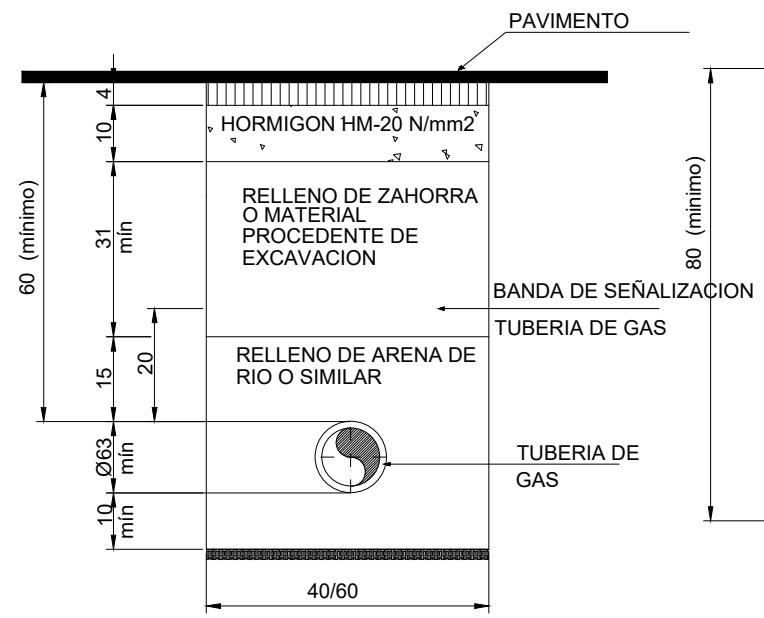 PAVIMENTO
4
HORMIGON HM-20 N/mm2
10
60 (mínimo)
80 (minimo)
RELLENO DE ZAHORRA
O MATERIAL
PROCEDENTE DE
EXCAVACION
31
mín
BANDA DE SEÑALIZACION
TUBERIA DE GAS
20
RELLENO DE ARENA DE
RIO O SIMILAR
15
Ø63
mín
TUBERIA DE
GAS
10
mín
40/60